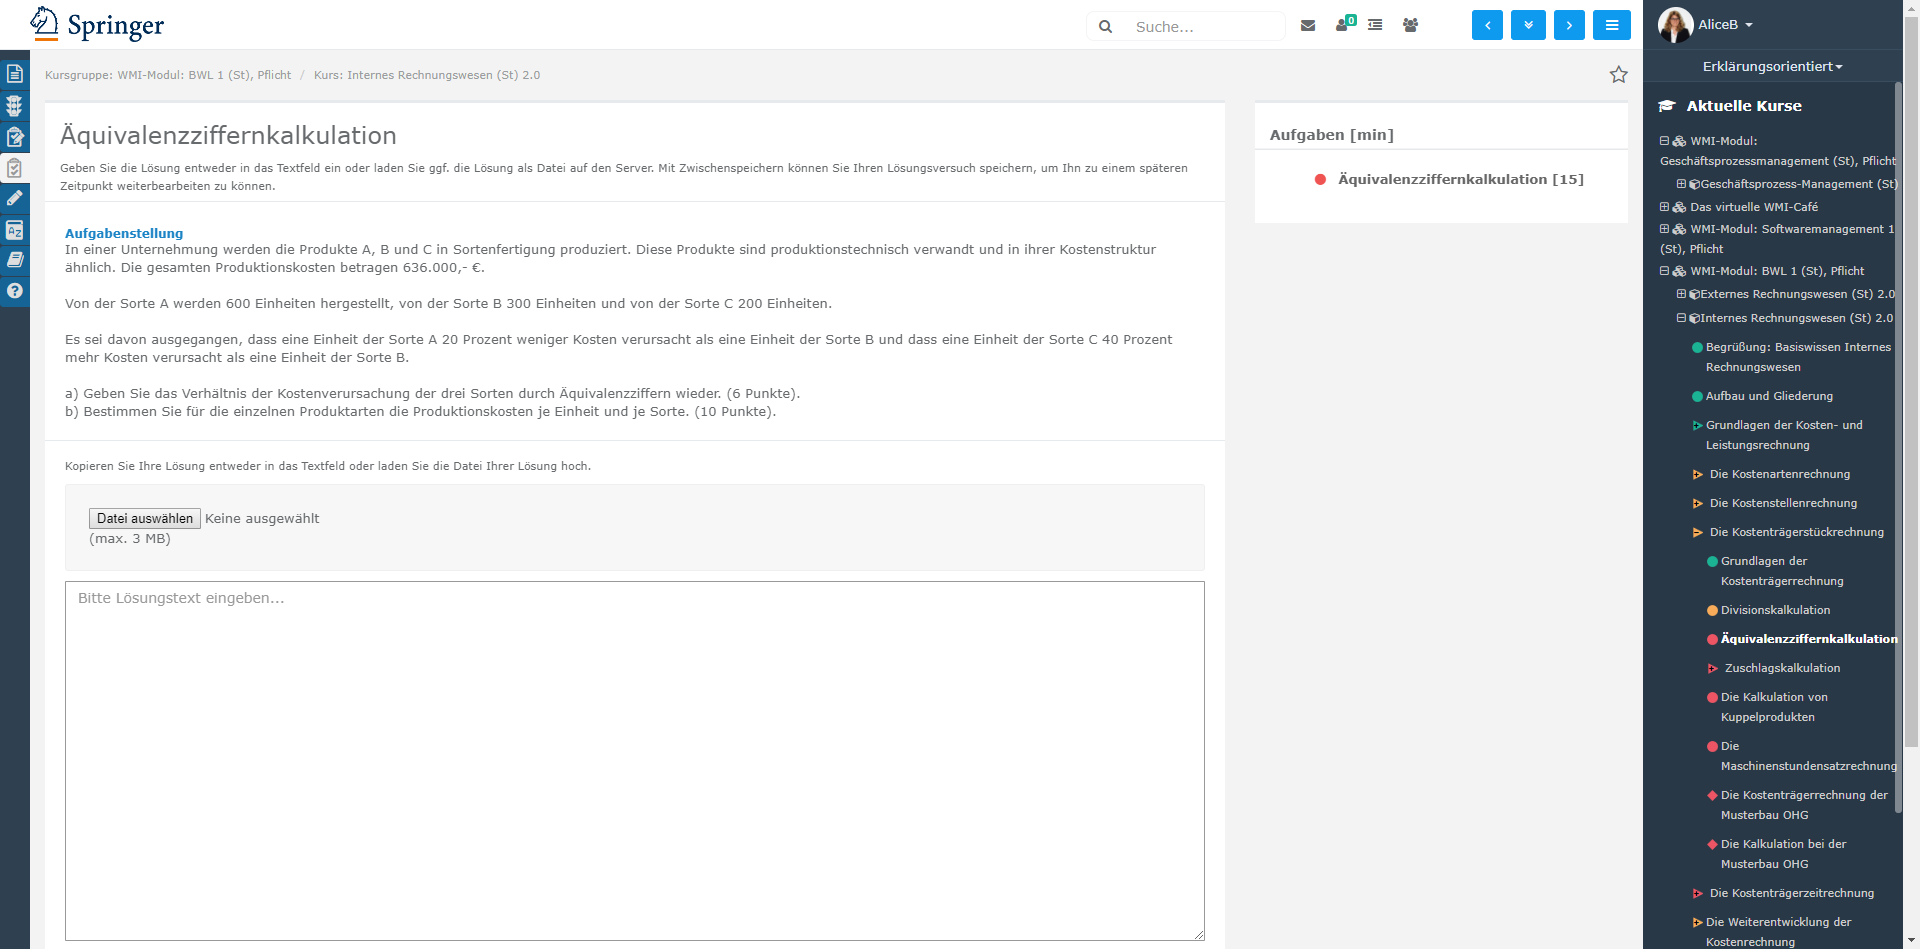 Springer
Suche...
0
AliceB
Erklärungsorientiert
Kursgruppe: WMI-Modul: BWL 1 (St), Pflicht / Kurs: Internes Rechnungswesen (St) 2.0
Äquivalenzziffernkalkulation
Geben Sie die Lösung entweder in das Textfeld ein oder laden Sie ggf. die Lösung als Datei auf den Server. Mit Zwischenspeichern können Sie Ihren Lösungsversuch speichern, um Ihn zu einem späteren
Zeitpunkt weiterbearbeiten zu können.
Aufgabenstellung
In einer Unternehmung werden die Produkte A, B und C in Sortenfertigung produziert. Diese Produkte sind produktionstechnisch verwandt und in ihrer Kostenstruktur
ähnlich. Die gesamten Produktionskosten betragen 636.000,- €.
Von der Sorte A werden 600 Einheiten hergestellt, von der Sorte B 300 Einheiten und von der Sorte C 200 Einheiten.
Es sei davon ausgegangen, dass eine Einheit der Sorte A 20 Prozent weniger Kosten verursacht als eine Einheit der Sorte B und dass eine Einheit der Sorte C 40 Prozent
mehr Kosten verursacht als eine Einheit der Sorte B.
a) Geben Sie das Verhältnis der Kostenverursachung der drei Sorten durch Äquivalenzziffern wieder. (6 Punkte).
b) Bestimmen Sie für die einzelnen Produktarten die Produktionskosten je Einheit und je Sorte. (10 Punkte).
Kopieren Sie Ihre Lösung entweder in das Textfeld oder laden Sie die Datei Ihrer Lösung hoch.
Datei auswählen Keine ausgewählt
(max. 3 MB)
Bitte Lösungstext eingeben...
Aufgaben [min]
Äquivalenzziffernkalkulation [15]
Aktuelle Kurse
WMI-Modul:
Geschäftsprozessmanagement (St), Pflicht
Geschäftsprozess-Management (St)
Das virtuelle WMI-Café
WMI-Modul: Softwaremanagement 1
(St), Pflicht
WMI-Modul: BWL 1 (St), Pflicht
Externes Rechnungswesen (St) 2.0
Internes Rechnungswesen (St) 2.0
Begrüßung: Basiswissen Internes
Rechnungswesen
Aufbau und Gliederung
Grundlagen der Kosten- und
Leistungsrechnung
Die Kostenartenrechnung
Die Kostenstellenrechnung
Die Kostenträgerstückrechnung
Grundlagen der
Kostenträgerrechnung
Divisionskalkulation
Äquivalenzziffernkalkulation
Zuschlagskalkulation
Die Kalkulation von
Kuppelprodukten
Die
Maschinenstundensatzrechnung
Die Kostenträgerrechnung der
Musterbau OHG
Die Kalkulation bei der
Musterbau OHG
Die Kostenträgerzeitrechnung
Die Weiterentwicklung der
Kostenrechnung